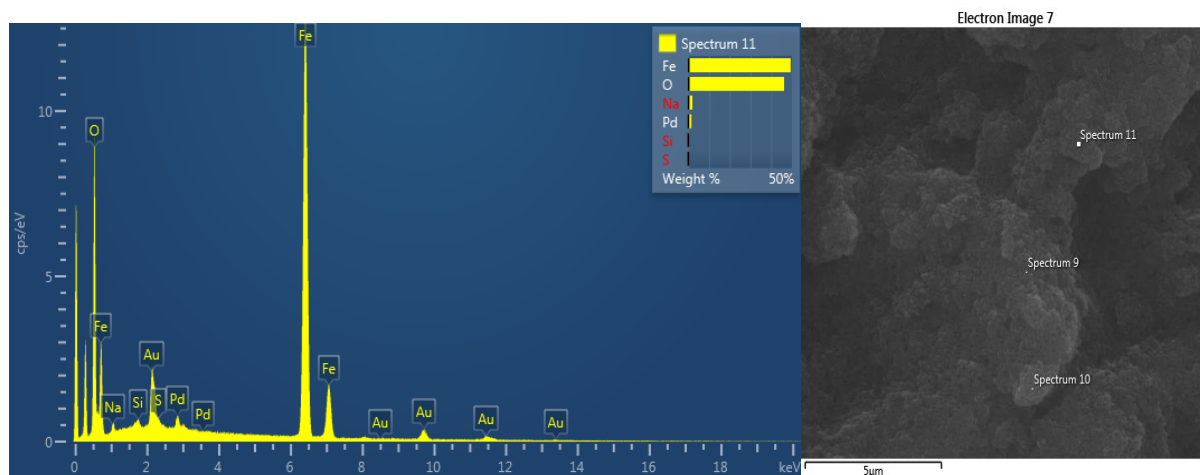 Fe
Spectrum 11
Fe
O
Na
Pd
Si
S
Weight % 50%
10
O
cps/eV
5
Fe
Au
Fe
Na
Si
S
Pd
Pd
Au
Au
Au
Au
0
0 2 4 6 8 10 12 14 16 18 keV
Electron Image 7
Spectrum 11
Spectrum 9
Spectrum 10
5µm